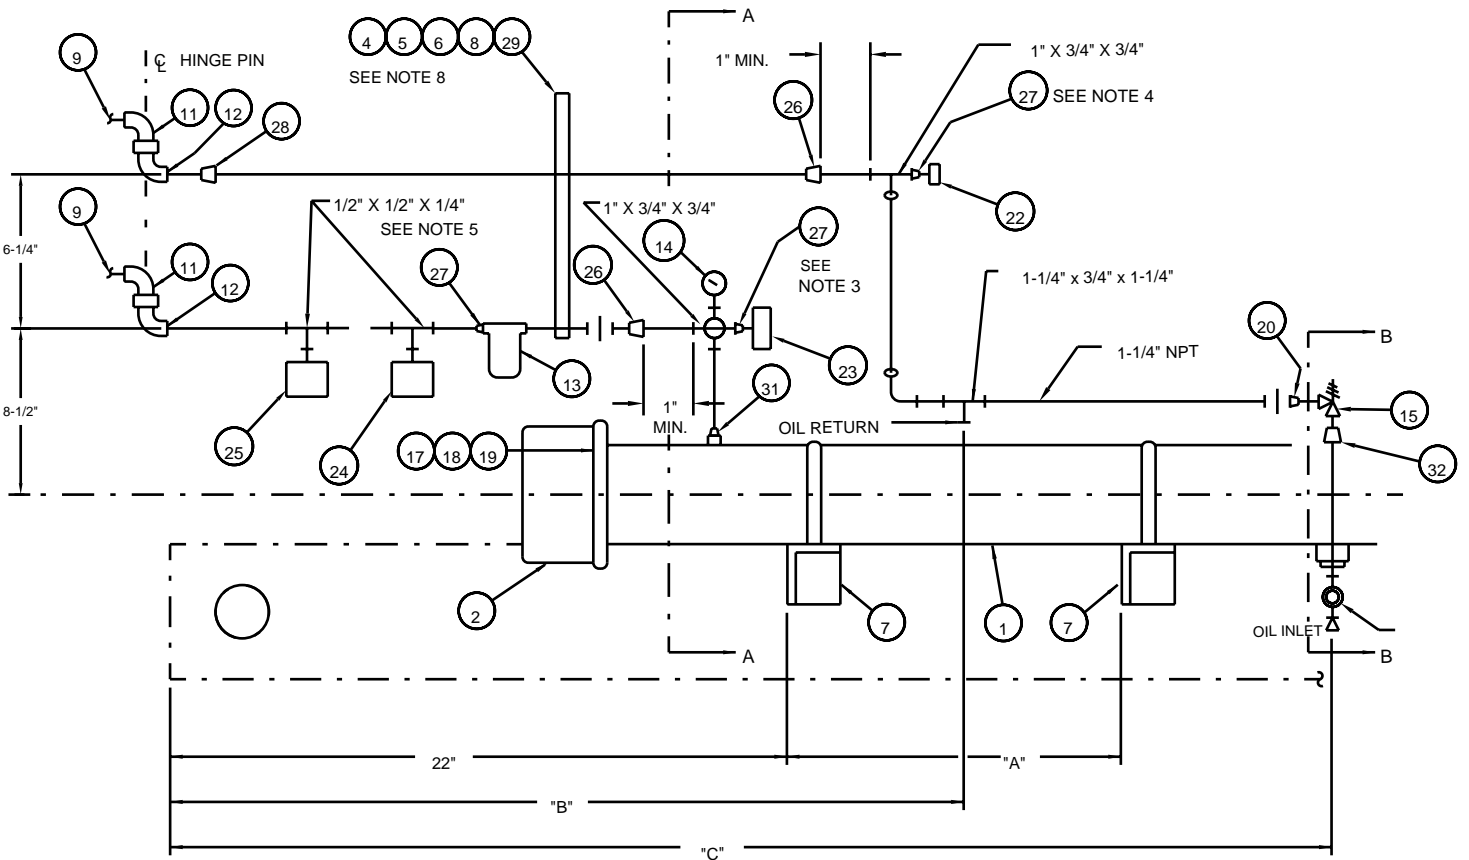 A
9
℄ HINGE PIN
4 5 6 8 29
SEE NOTE 8
1" MIN.
1" X 3/4" X 3/4"
27 SEE NOTE 4
11
12
28
26
22
9
1/2" X 1/2" X 1/4"
SEE NOTE 5
1" X 3/4" X 3/4"
14
27
SEE
NOTE 3
6-1/4"
11
12
27
26
1-1/4" x 3/4" x 1-1/4"
20
B
1-1/4" NPT
13
23
31
8-1/2"
1"
MIN.
OIL RETURN
15
25
24
17 18 19
32
2
7
1
7
OIL INLET
A
B
22"
"A"
"B"
"C"